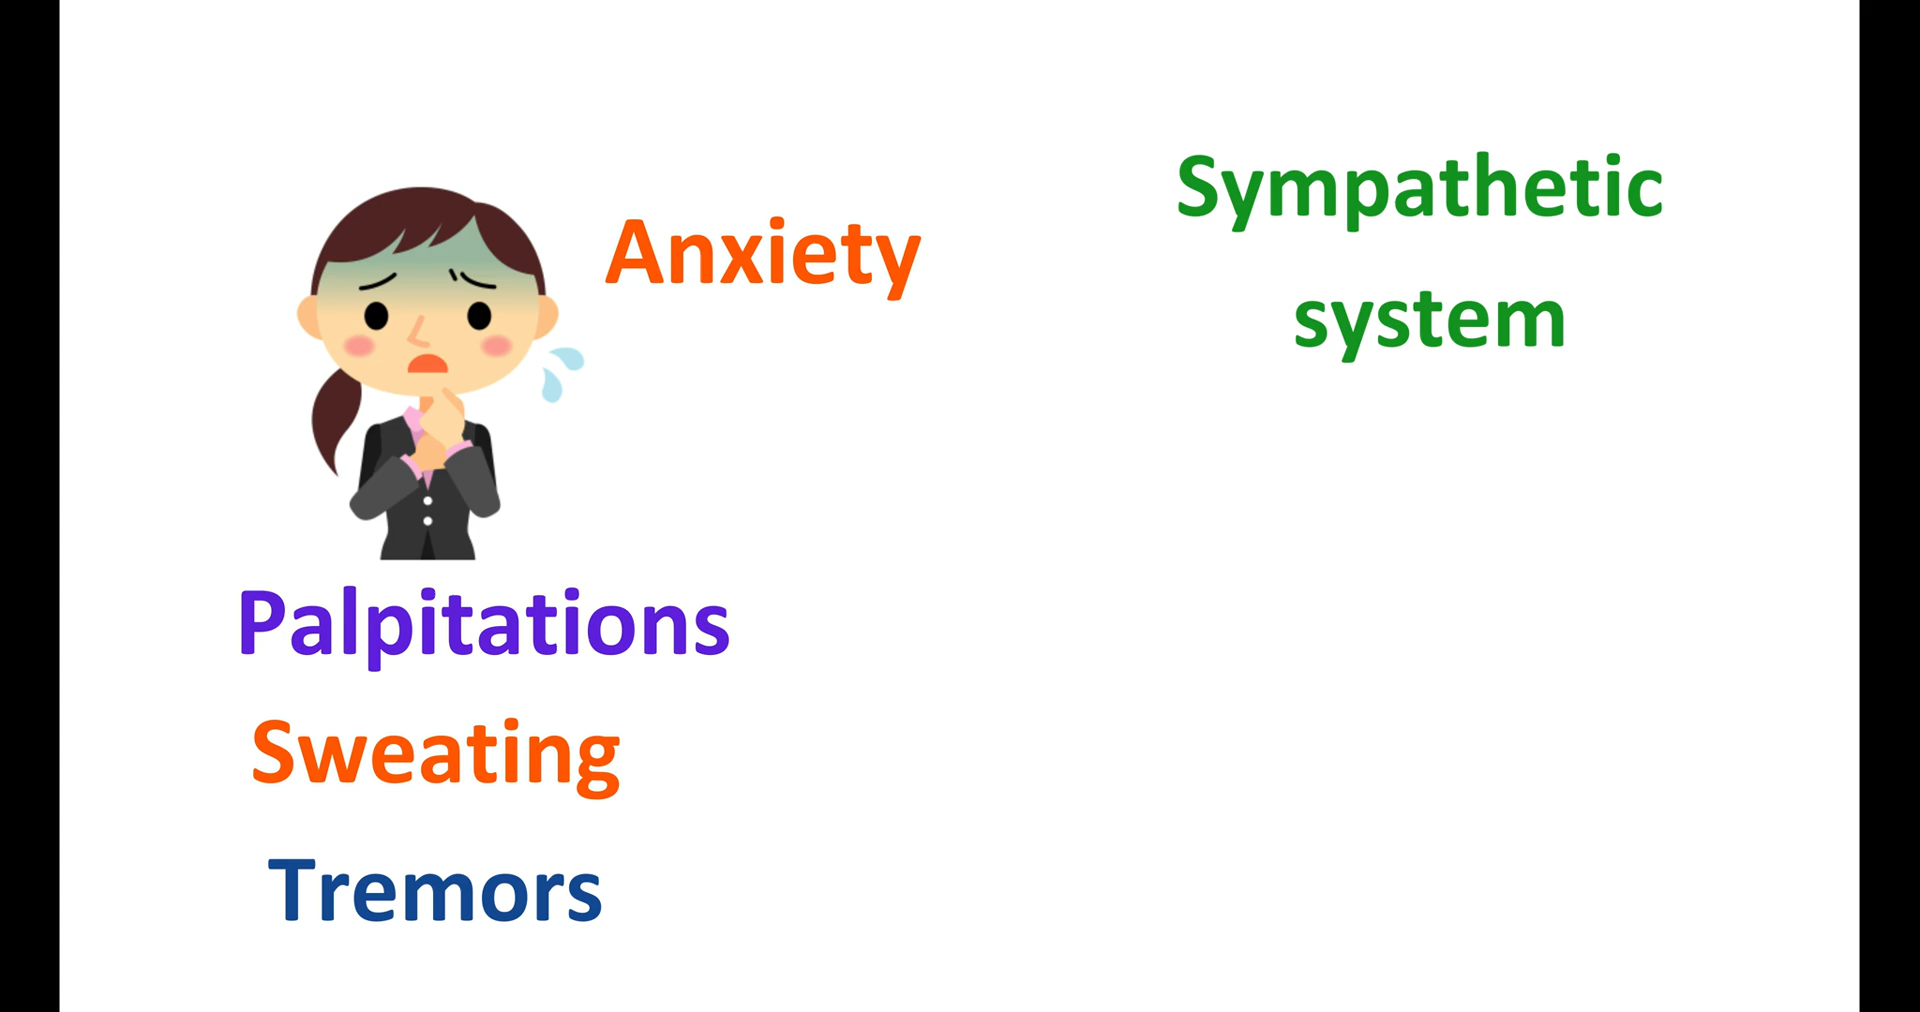 Anxiety
Sympathetic
system
Palpitations
Sweating
Tremors